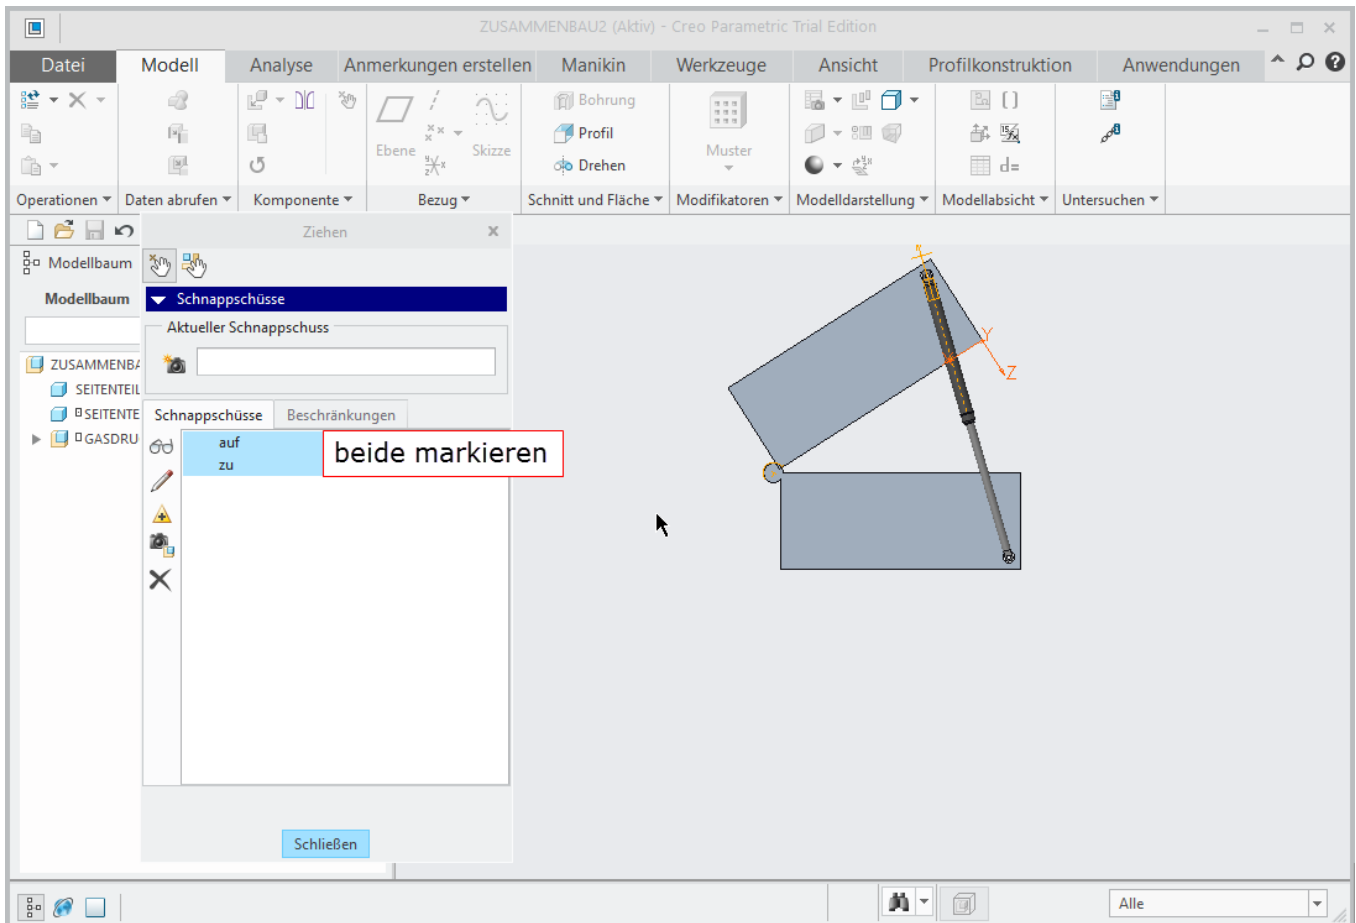 ZUSAMMENBAU2 (Aktiv) - Creo Parametric Trial Edition
Datei Modell Analyse Anmerkungen erstellen Manikin Werkzeuge Ansicht Profilkonstruktion Anwendungen
Bohrung
Profil
Ebene Skizze Muster
Drehen
d=
Operationen Daten abrufen Komponente Bezug Schnitt und Fläche Modifikatoren Modelldarstellung Modellabsicht Untersuchen
Ziehen
Modellbaum
Modellbaum
Schnappschüsse
Aktueller Schnappschuss
ZUSAMMENBA
SEITENTEIL
SEITENTE
GASDRU
Schnappschüsse Beschränkungen
auf
zu
beide markieren
Y
Z
Schließen
Alle